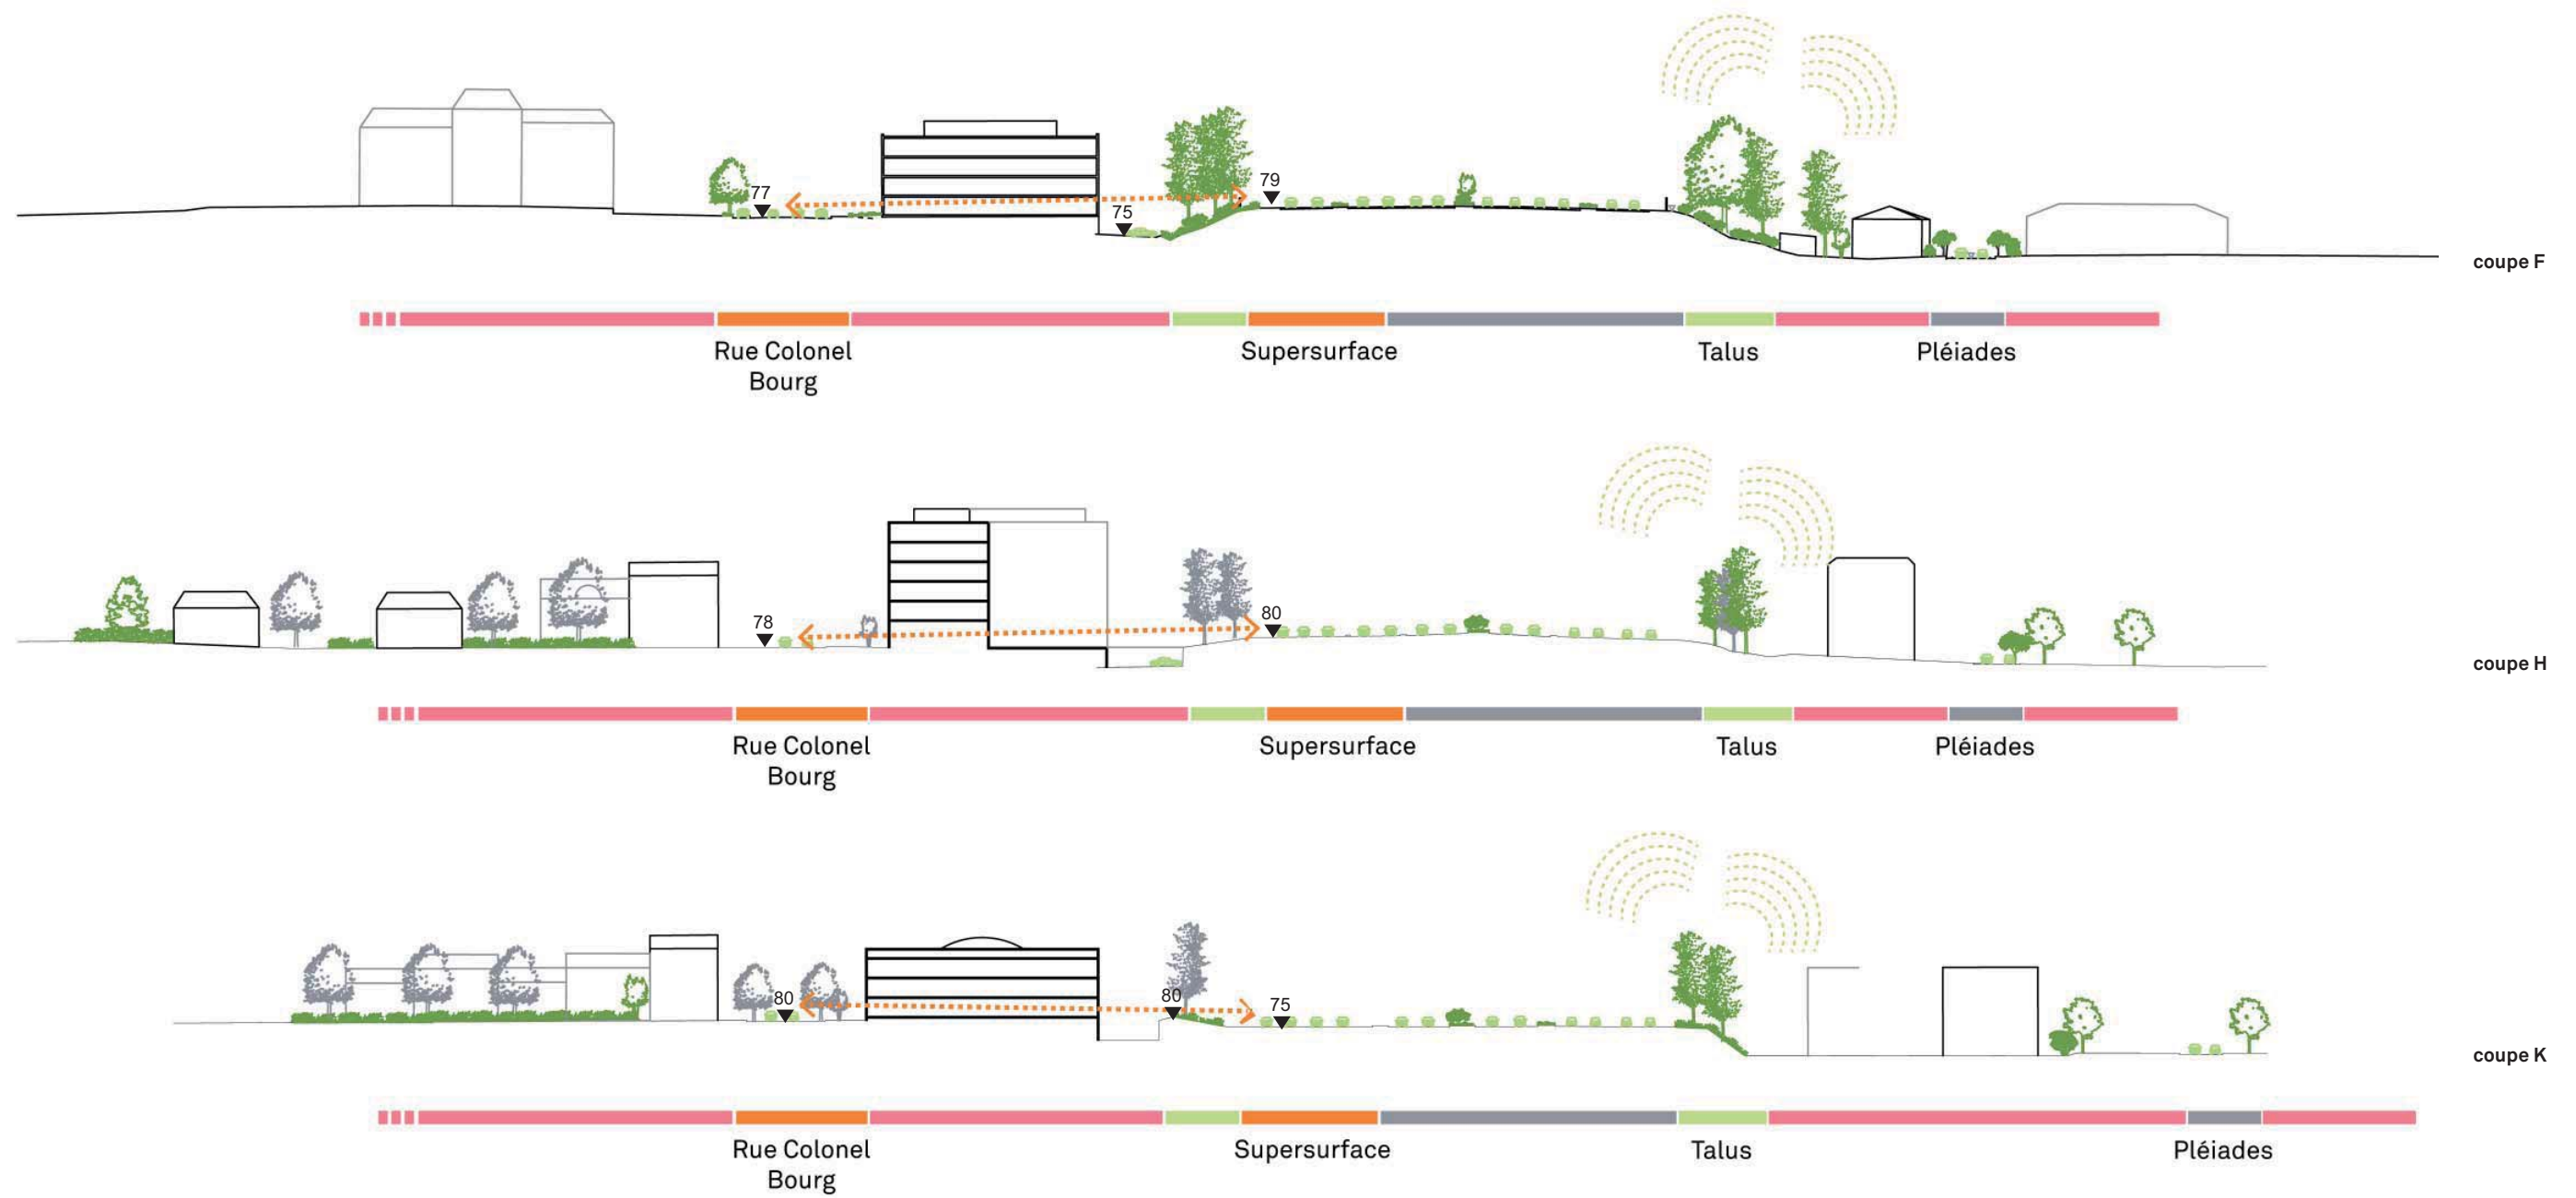 77
75
79
coupe F
Rue Colonel
Bourg
Supersurface
Talus
Pléiades
78
80
coupe H
Rue Colonel
Bourg
Supersurface
Talus
Pléiades
80
80
75
coupe K
Rue Colonel
Bourg
Supersurface
Talus
Pléiades